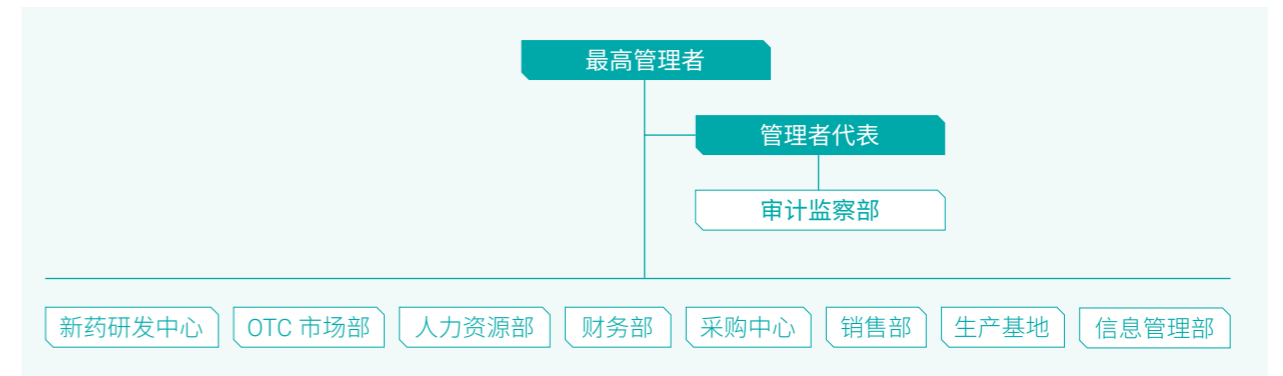 最高管理者
管理者代表
审计监察部
新药研发中心
OTC 市场部
人力资源部
财务部
采购中心
销售部
生产基地
信息管理部